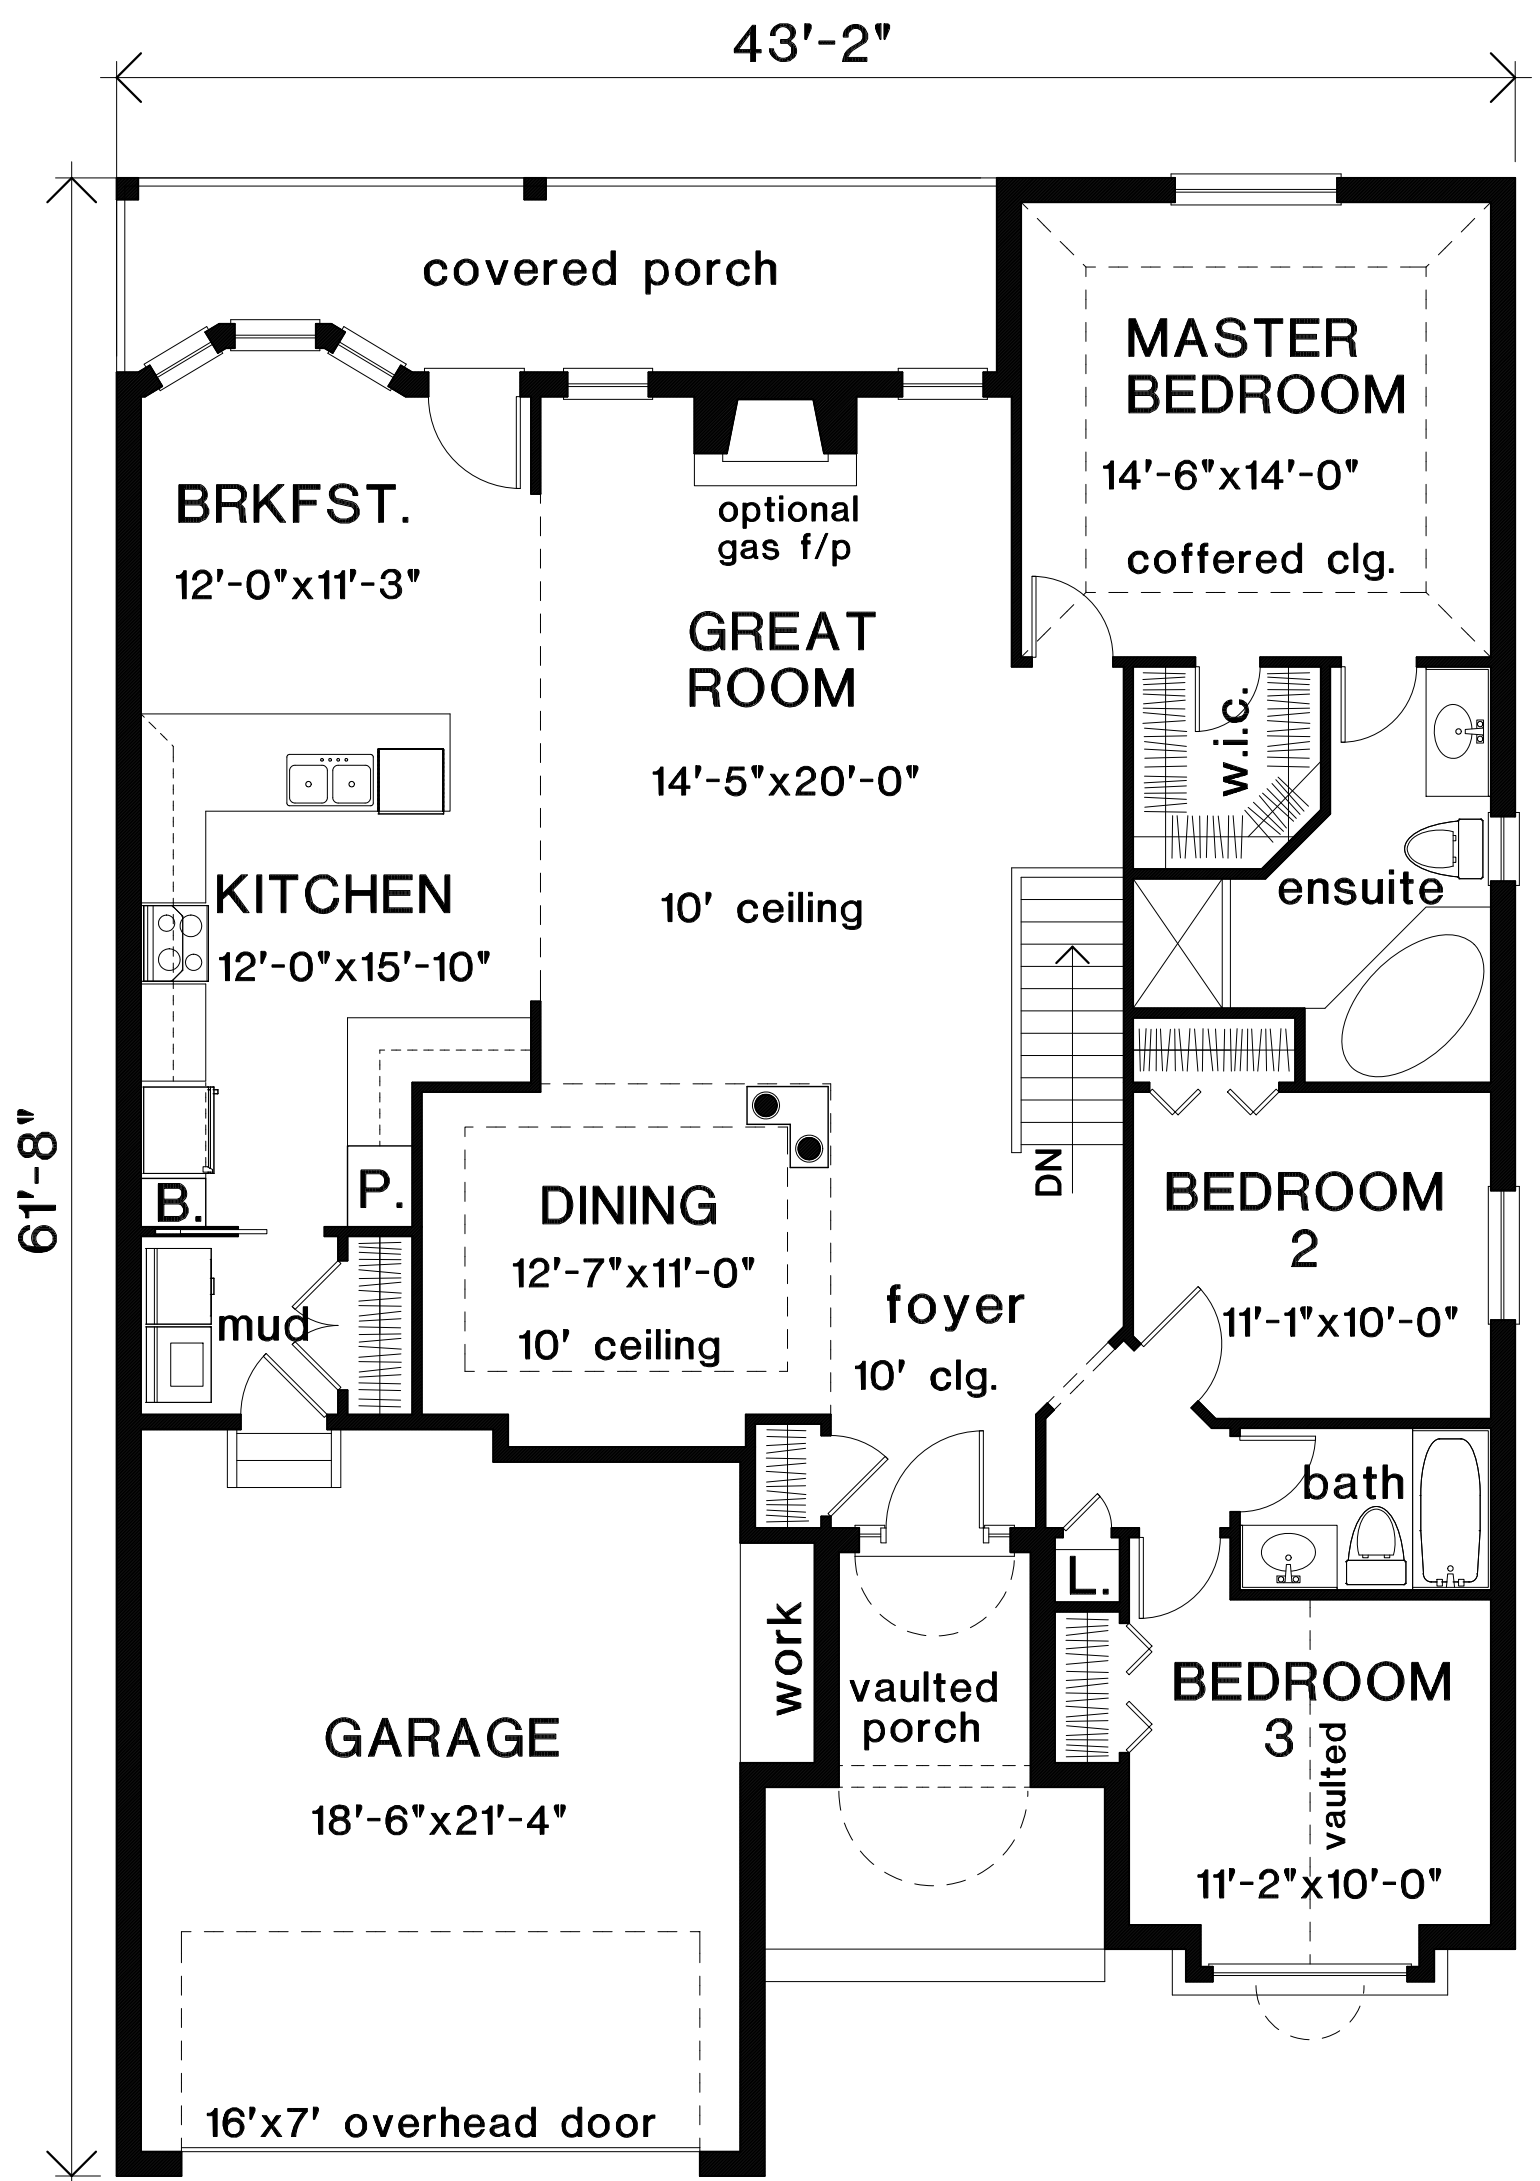 43'-2"
covered porch
MASTER
BEDROOM
14'-6"x14'-0"
coffered clg.
BRKFST.
12'-0"x11'-3"
optional
gas f/p
GREAT
ROOM
14'-5"x20'-0"
10' ceiling
w.i.c.
ensuite
KITCHEN
12'-0"x15'-10"
61'-8"
B.
P.
DINING
12'-7"x11'-0"
10' ceiling
DN
BEDROOM
2
11'-1"x10'-0"
mud
foyer
10' clg.
bath
L.
work
vaulted
porch
BEDROOM
3
vaulted
11'-2"x10'-0"
GARAGE
18'-6"x21'-4"
16'x7' overhead door